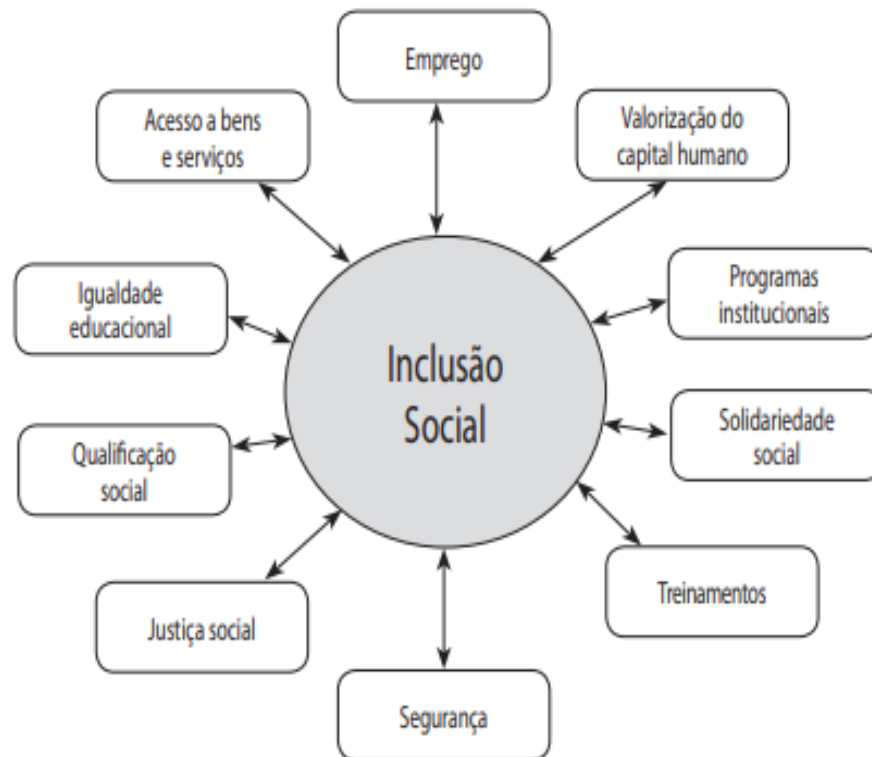 Emprego
Acesso a bens
e serviços
Valorização do
capital humano
Igualdade
educacional
Programas
institucionais
Inclusão
Social
Qualificação
social
Solidariedade
social
Justiça social
Treinamentos
Segurança